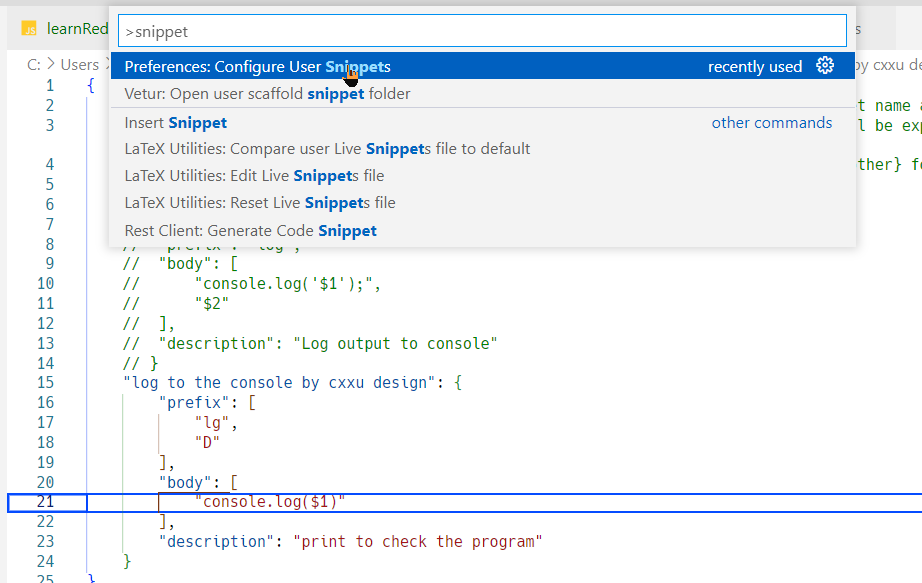 JS learnRed
>snippet
s
C: > Users >
by cxxu de
Preferences: Configure User Snippets recently used
Vetur: Open user scaffold snippet folder
Insert Snippet other commands
LaTeX Utilities: Compare user Live Snippets file to default
LaTeX Utilities: Edit Live Snippets file
LaTeX Utilities: Reset Live Snippets file
Rest Client: Generate Code Snippet
1 {
2 t name a
3 l be exp
4 ther} fo
5
6
7
8 // "prefix": "log",
9 // "body": [
10 // "console.log('$1');",
11 // "$2"
12 // ],
13 // "description": "Log output to console"
14 // }
15 "log to the console by cxxu design": {
16 "prefix": [
17 "lg",
18 "D"
19 ],
20 "body": [
21 "console.log($1)"
22 ],
23 "description": "print to check the program"
24 }
25 }